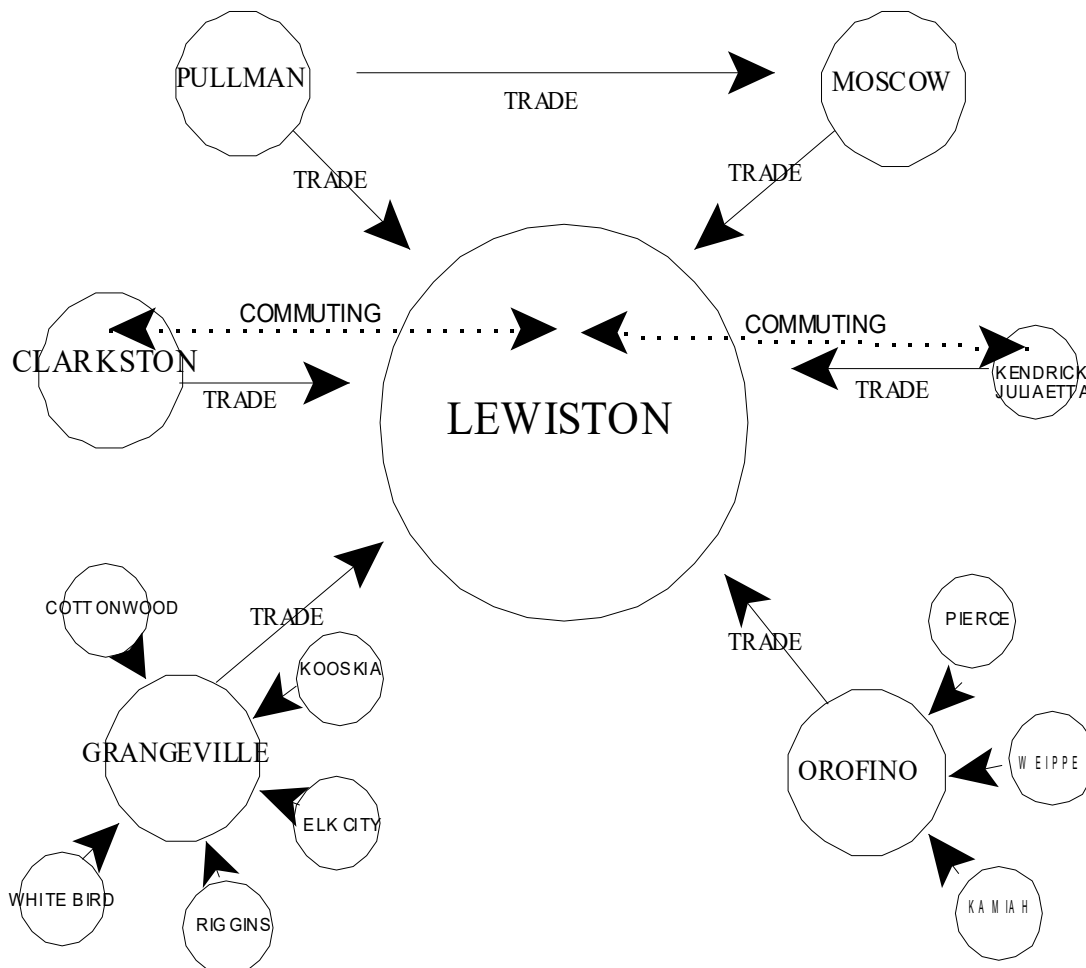 PULLMAN
MOSCOW
TRADE
TRADE
TRADE
COMMUTING
COMMUTING
CLARKSTON
KENDRICK
JULIAETTA
TRADE
TRADE
LEWISTON
COTTONWOOD
TRADE
PIERCE
TRADE
KOOSKIA
GRANGEVILLE
OROFINO
WEIPPE
ELK CITY
WHITE BIRD
RIGGINS
KAMIAH